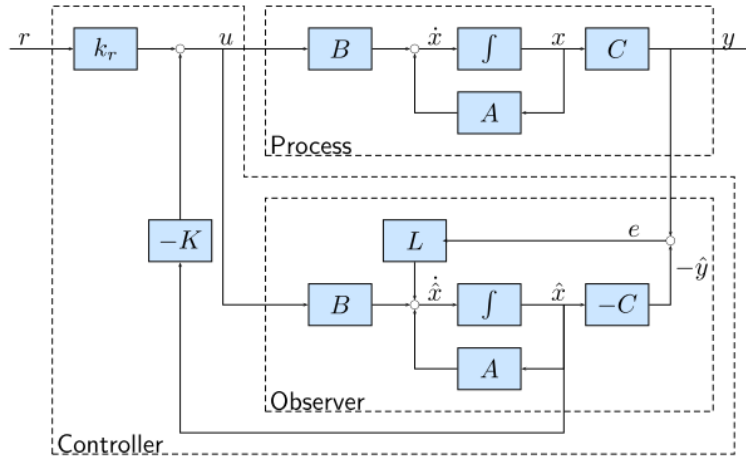 r
k_r
u
B
ẋ
∫
x
C
y
A
Process
-K
L
e
-ŷ
B
x̂̇
∫
x̂
-C
A
Observer
Controller